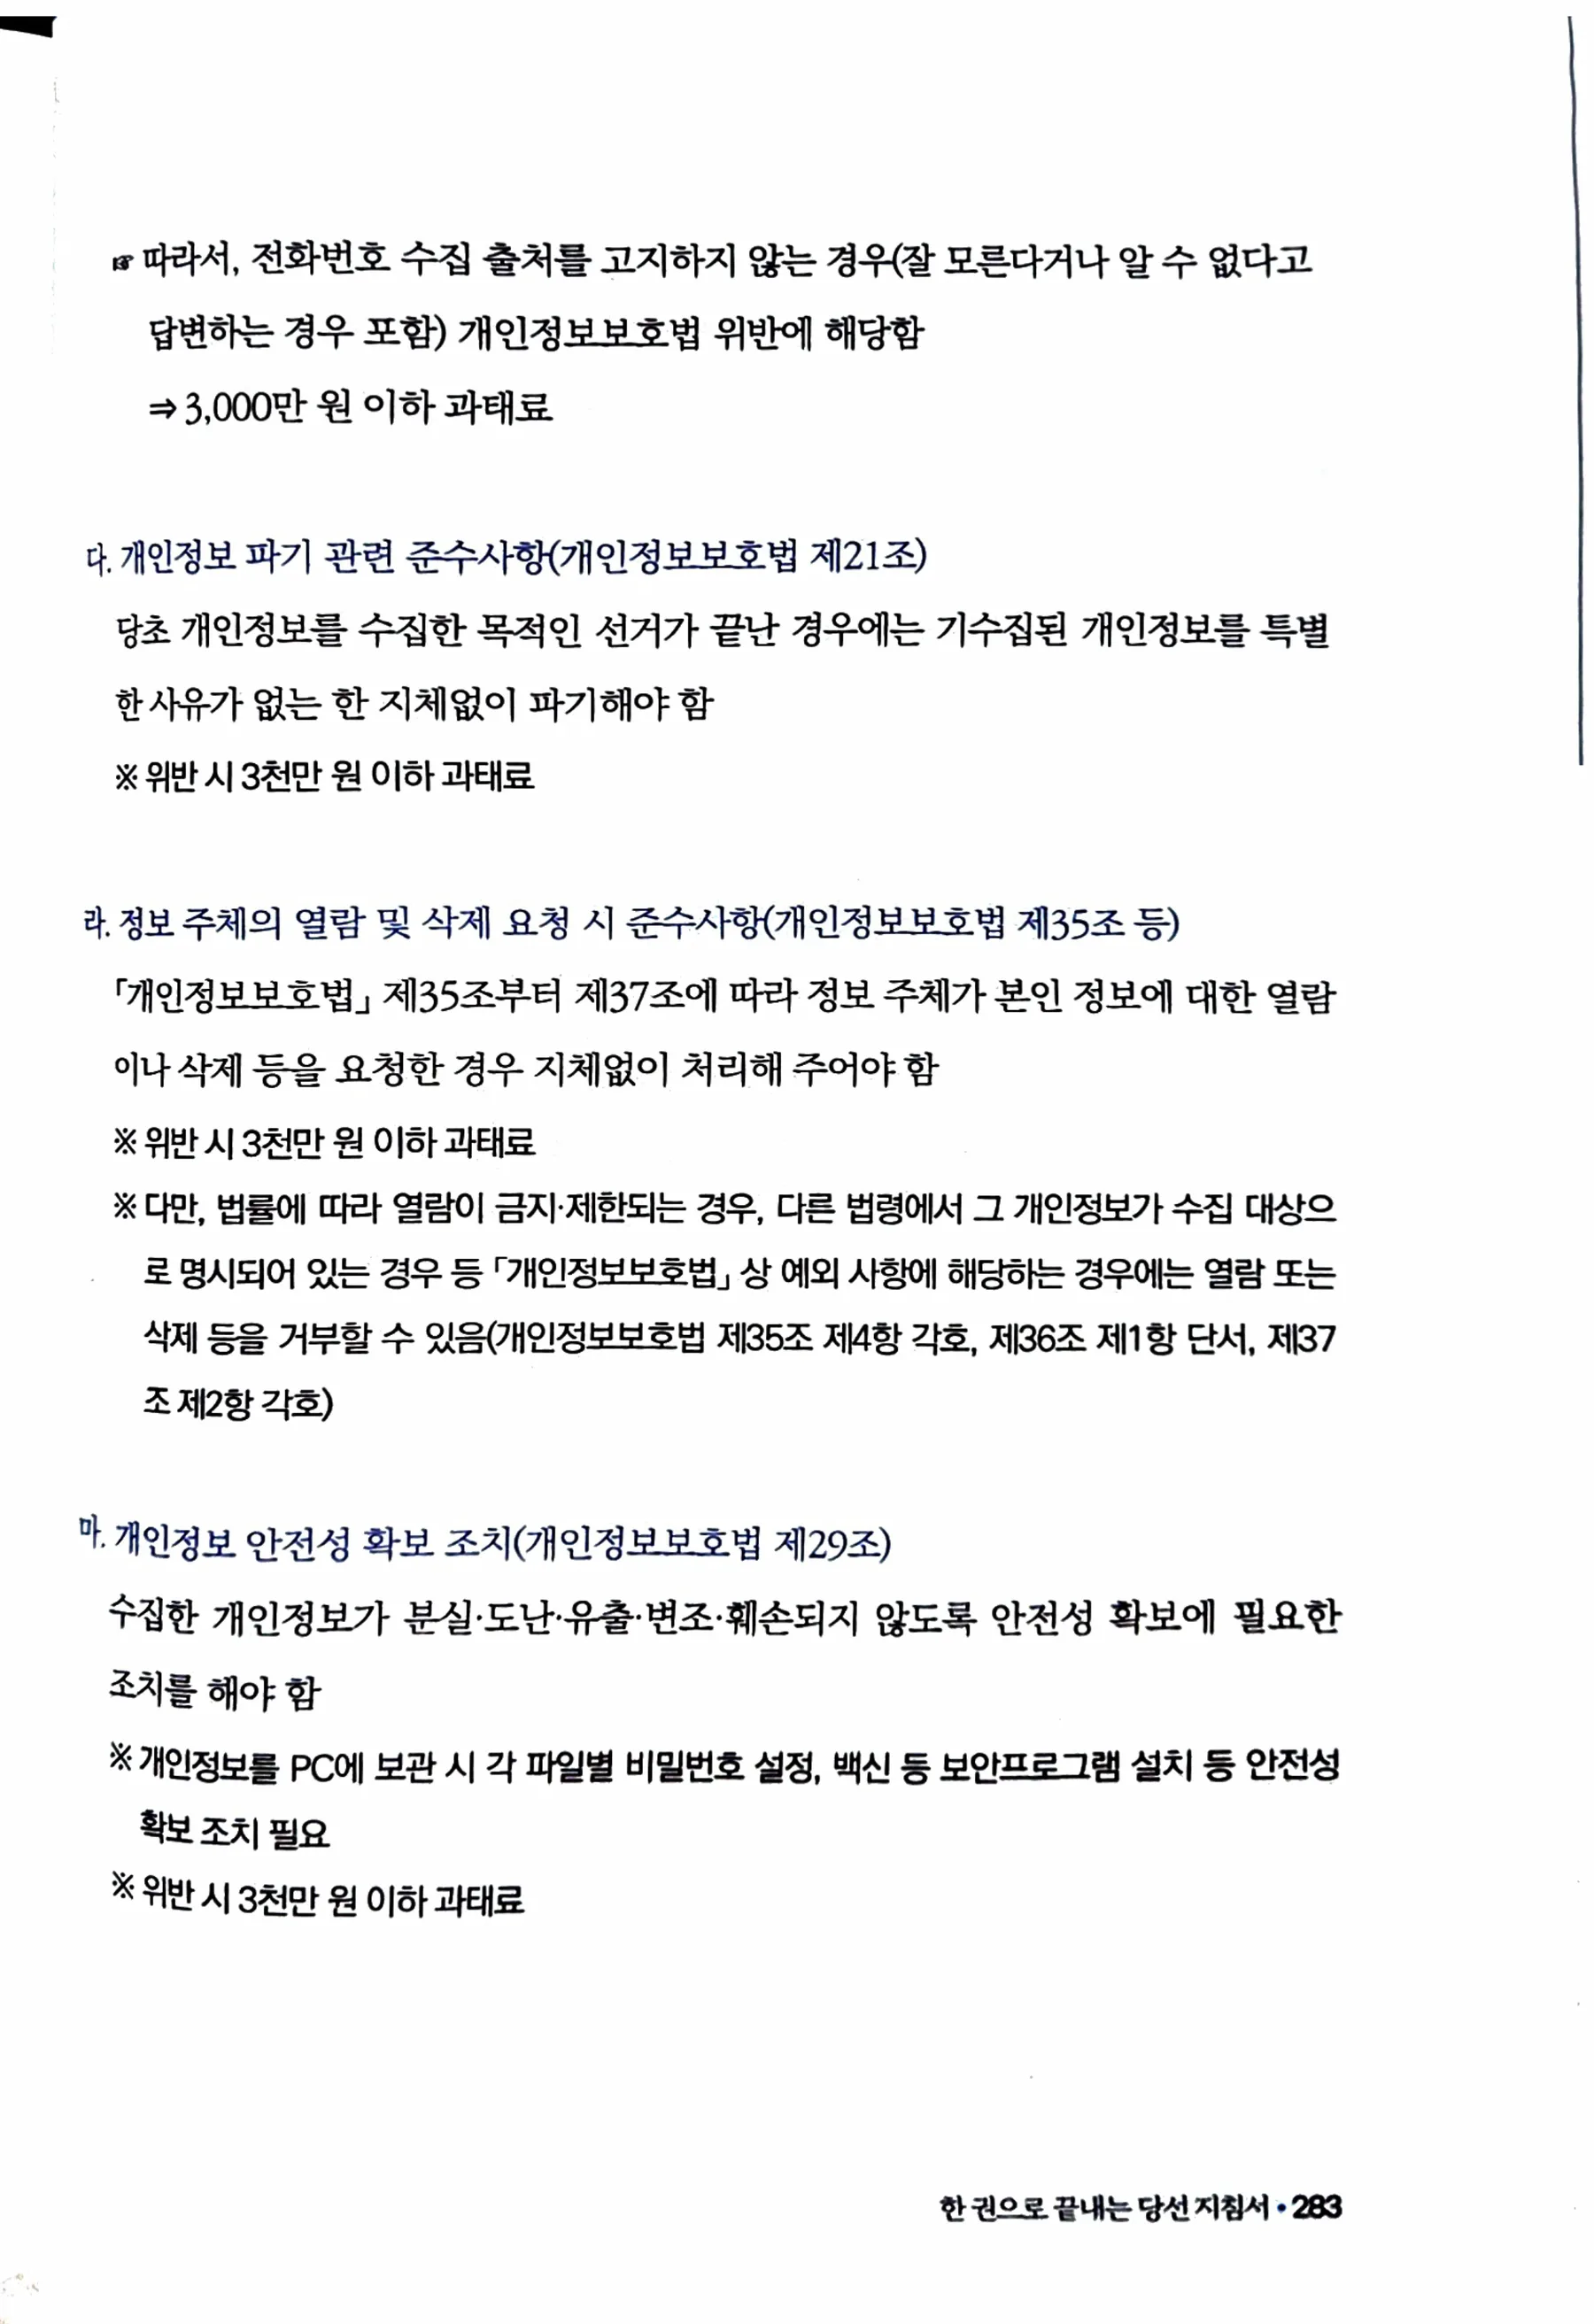 ☞ 따라서, 전화번호 수집 출처를 고지하지 않는 경우(잘 모른다거나 알 수 없다고
답변하는 경우 포함) 개인정보보호법 위반에 해당함
⇒ 3,000만 원 이하 과태료
다. 개인정보 파기 관련 준수사항(개인정보보호법 제21조)
당초 개인정보를 수집한 목적인 선거가 끝난 경우에는 기수집된 개인정보를 특별
한 사유가 없는 한 지체없이 파기해야 함
※ 위반 시 3천만 원 이하 과태료
라. 정보 주체의 열람 및 삭제 요청 시 준수사항(개인정보보호법 제35조 등)
「개인정보보호법」 제35조부터 제37조에 따라 정보 주체가 본인 정보에 대한 열람
이나 삭제 등을 요청한 경우 지체없이 처리해 주어야 함
※ 위반 시 3천만 원 이하 과태료
※ 다만, 법률에 따라 열람이 금지·제한되는 경우, 다른 법령에서 그 개인정보가 수집 대상으
로 명시되어 있는 경우 등 「개인정보보호법」 상 예외 사항에 해당하는 경우에는 열람 또는
삭제 등을 거부할 수 있음(개인정보보호법 제35조 제4항 각호, 제36조 제1항 단서, 제37
조 제2항 각호)
마. 개인정보 안전성 확보 조치(개인정보보호법 제29조)
수집한 개인정보가 분실·도난·유출·변조·훼손되지 않도록 안전성 확보에 필요한
조치를 해야 함
※ 개인정보를 PC에 보관 시 각 파일별 비밀번호 설정, 백신 등 보안프로그램 설치 등 안전성
확보 조치 필요
※ 위반 시 3천만 원 이하 과태료
한 권으로 끝내는 당선 지침서 • 283